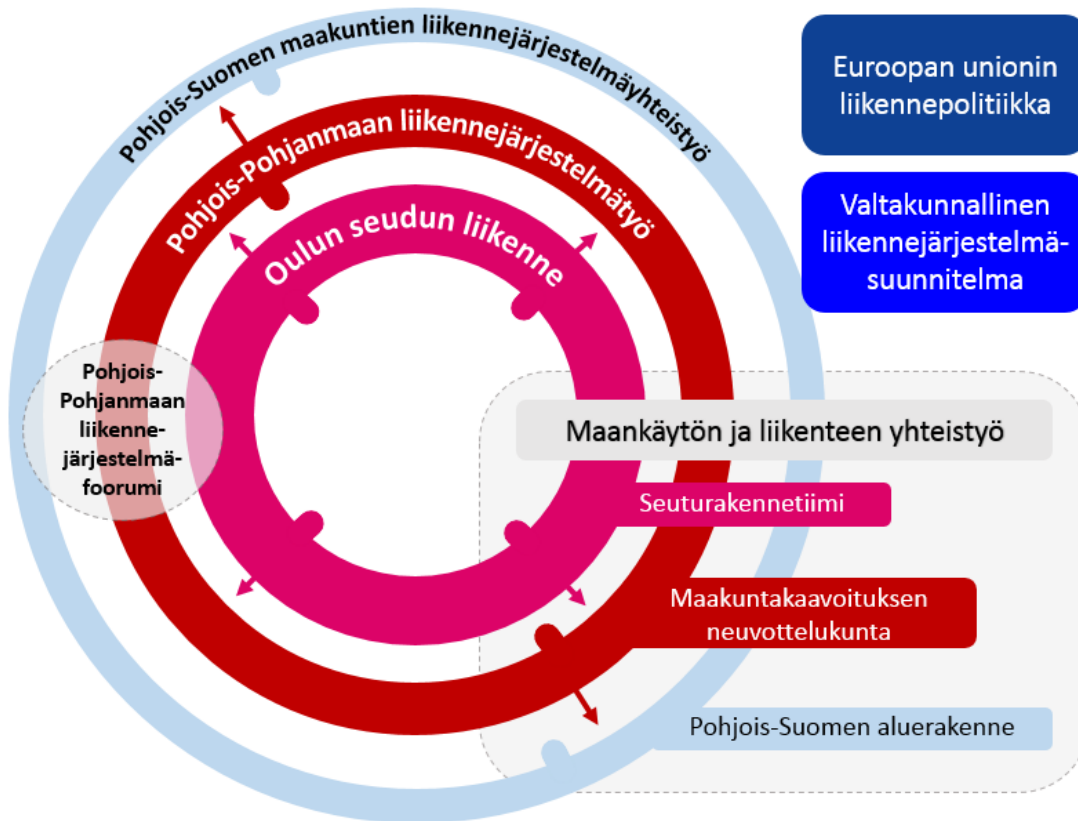 Pohjois-Suomen maakuntien liikennejärjestelmäyhteistyö
Pohjois-Pohjanmaan liikennejärjestelmätyö
Oulun seudun liikenne
Euroopan unionin
liikennepolitiikka
Valtakunnallinen
liikennejärjestelmä-
suunnitelma
Pohjois-
Pohjanmaan
liikenne-
järjestelmä-
foorumi
Maankäytön ja liikenteen yhteistyö
Seuturakennetiimi
Maakuntakaavoituksen
neuvottelukunta
Pohjois-Suomen aluerakenne